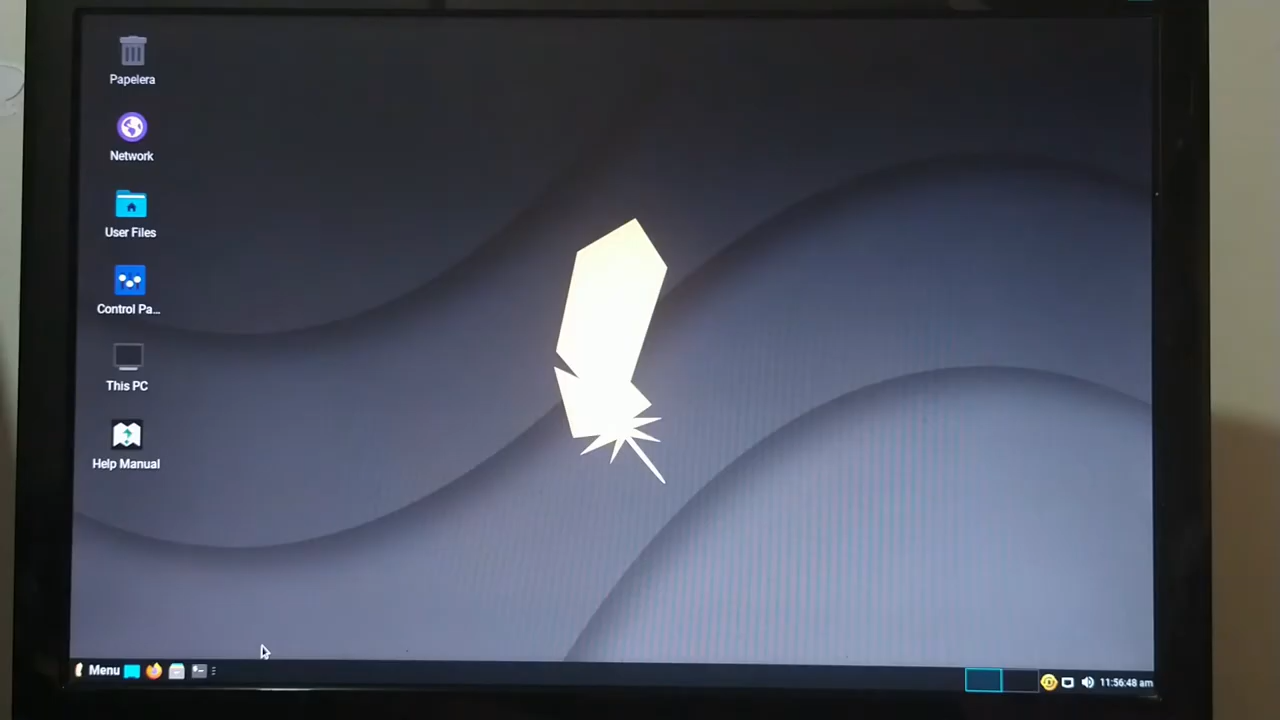 Papelera
Network
User Files
Control Pa...
This PC
Help Manual
Menu
11:56:48 am